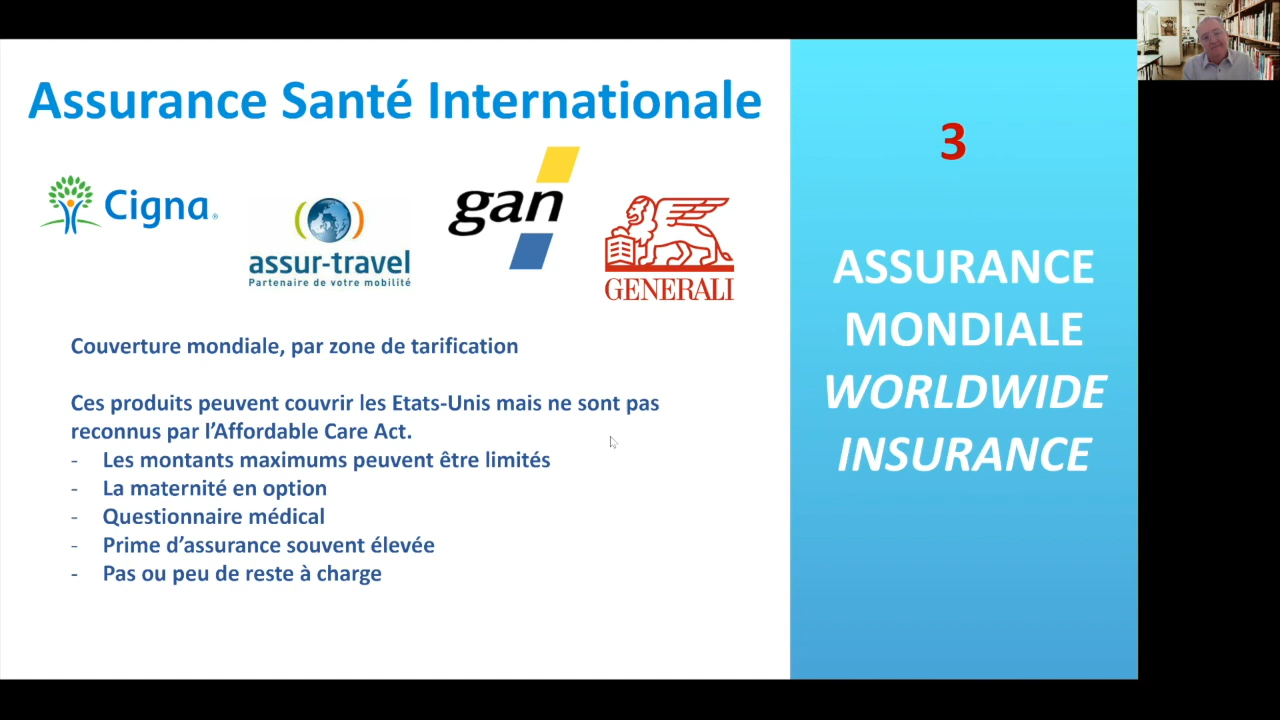 Assurance Santé Internationale
Cigna®
assur-travel
Partenaire de votre mobilité
gan
GENERALI
Couverture mondiale, par zone de tarification
Ces produits peuvent couvrir les Etats-Unis mais ne sont pas
reconnus par l’Affordable Care Act.
- Les montants maximums peuvent être limités
- La maternité en option
- Questionnaire médical
- Prime d’assurance souvent élevée
- Pas ou peu de reste à charge
3
ASSURANCE
MONDIALE
WORLDWIDE
INSURANCE